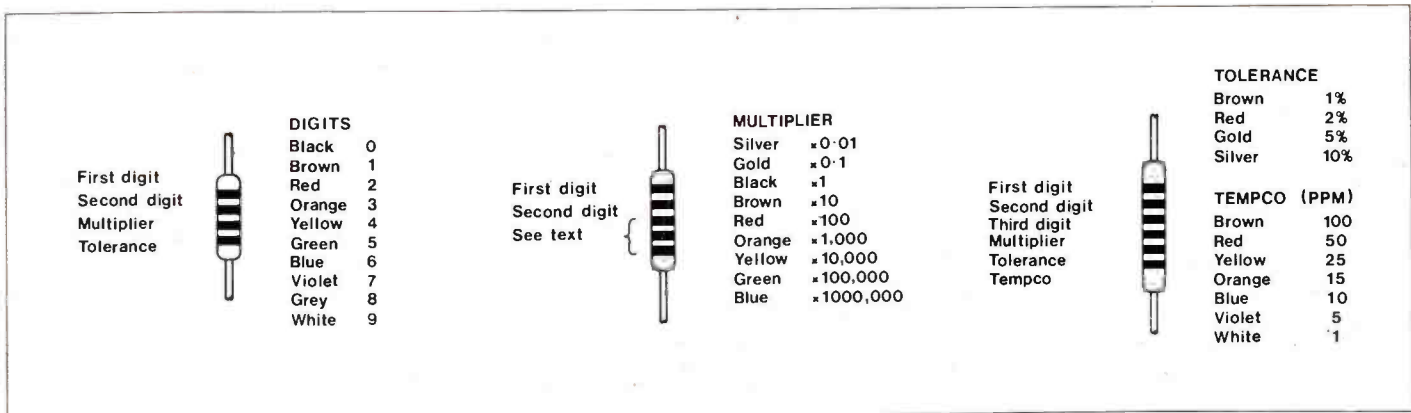 First digit
Second digit
Multiplier
Tolerance
DIGITS
Black 0
Brown 1
Red 2
Orange 3
Yellow 4
Green 5
Blue 6
Violet 7
Grey 8
White 9
First digit
Second digit
See text
MULTIPLIER
Silver ×0·01
Gold ×0·1
Black ×1
Brown ×10
Red ×100
Orange ×1,000
Yellow ×10,000
Green ×100,000
Blue ×1000,000
First digit
Second digit
Third digit
Multiplier
Tolerance
Tempco
TOLERANCE
Brown 1%
Red 2%
Gold 5%
Silver 10%
TEMPCO (PPM)
Brown 100
Red 50
Yellow 25
Orange 15
Blue 10
Violet 5
White 1